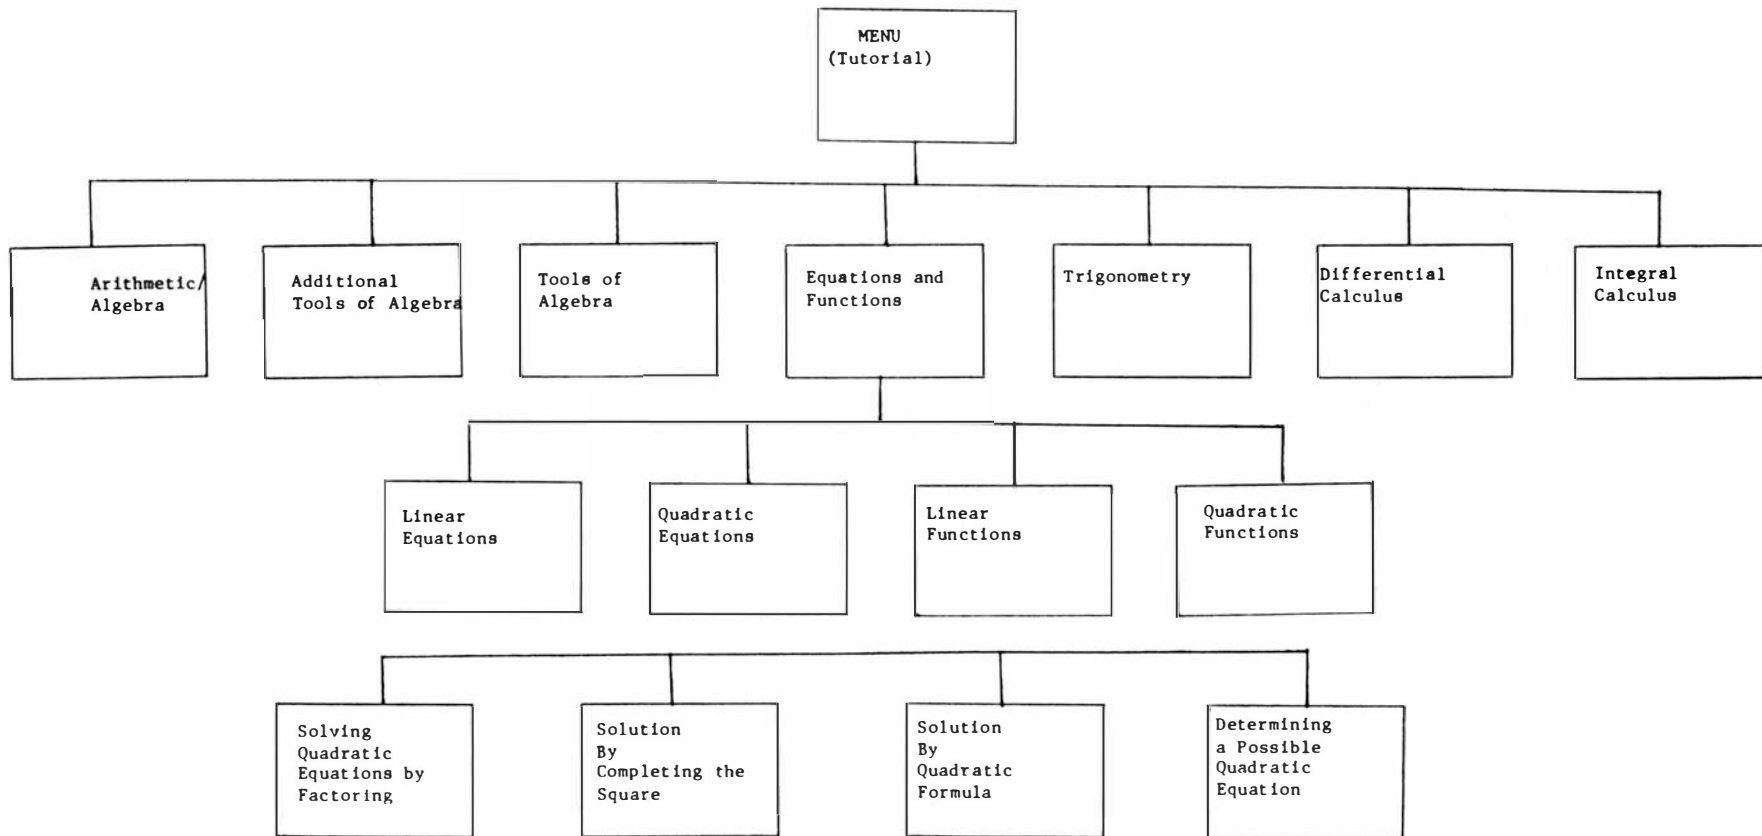 MENU
(Tutorial)
Arithmetic/
Algebra
Additional
Tools of Algebra
Tools of
Algebra
Equations and
Functions
Trigonometry
Differential
Calculus
Integral
Calculus
Linear
Equations
Quadratic
Equations
Linear
Functions
Quadratic
Functions
Solving
Quadratic
Equations by
Factoring
Solution
By
Completing the
Square
Solution
By
Quadratic
Formula
Determining
a Possible
Quadratic
Equation